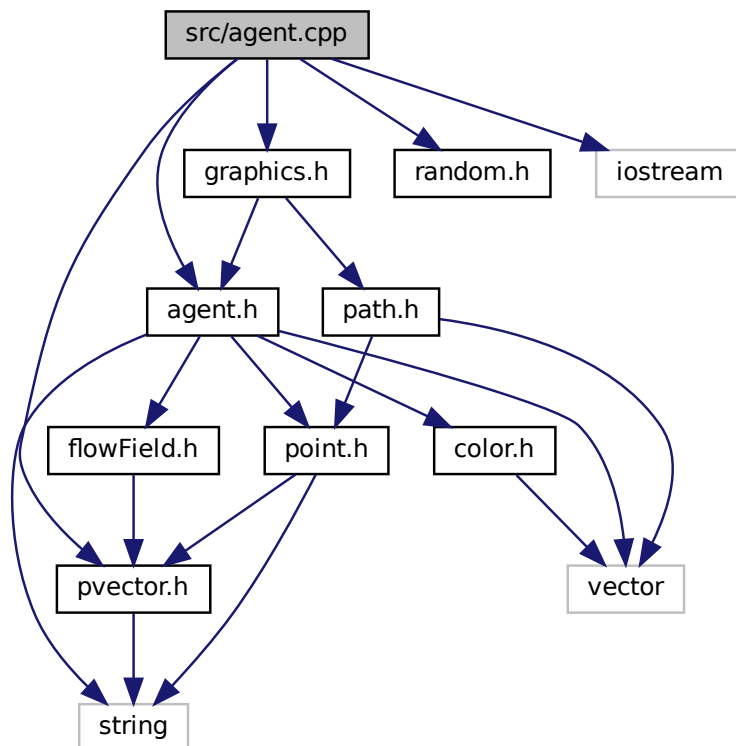 src/agent.cpp
graphics.h
random.h
iostream
agent.h
path.h
flowField.h
point.h
color.h
pvector.h
vector
string